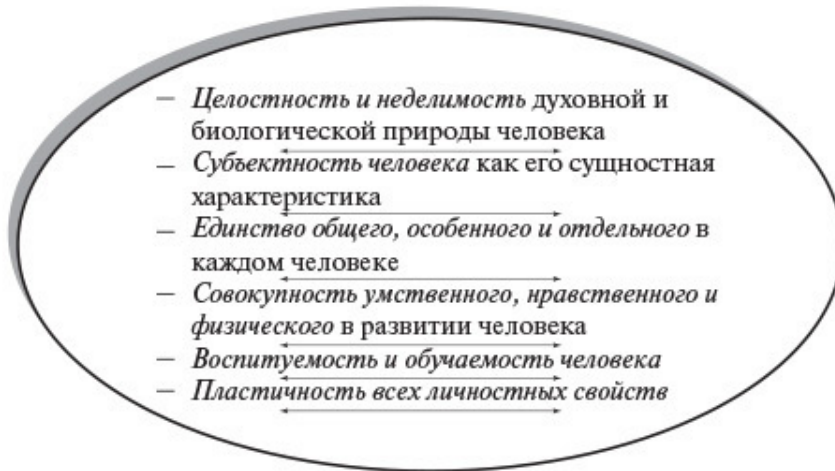 – Целостность и неделимость духовной и
биологической природы человека
– Субъектность человека как его сущностная
характеристика
– Единство общего, особенного и отдельного в
каждом человеке
– Совокупность умственного, нравственного и
физического в развитии человека
– Воспитуемость и обучаемость человека
– Пластичность всех личностных свойств